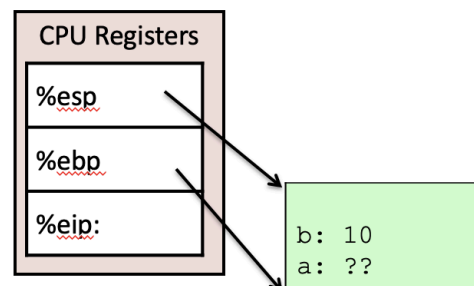 CPU Registers
%esp
%ebp
%eip:
b: 10
a: ??